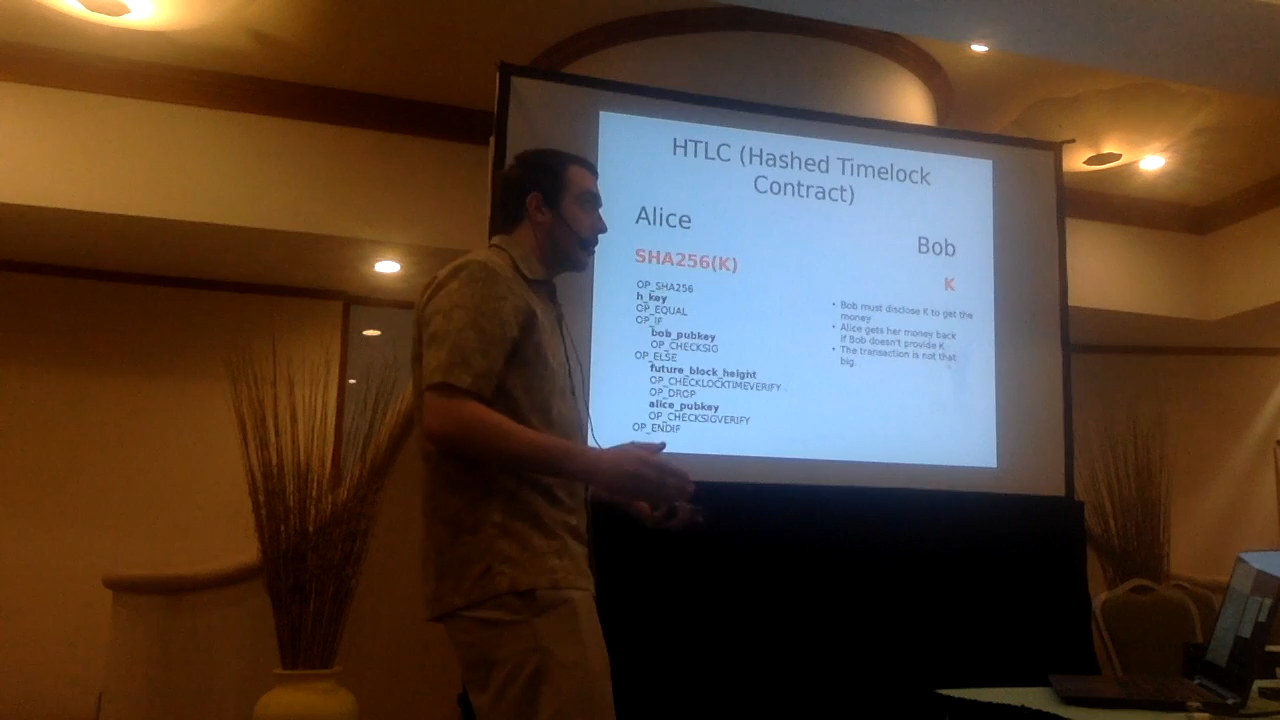 HTLC (Hashed Timelock
Contract)
Alice
SHA256(K)
OP_SHA256
h_key
OP_EQUAL
OP_IF
bob_pubkey
OP_CHECKSIG
OP_ELSE
future_block_height
OP_CHECKLOCKTIMEVERIFY
OP_DROP
alice_pubkey
OP_CHECKSIGVERIFY
OP_ENDIF
Bob
K
• Bob must disclose K to get the
money
• Alice gets her money back
if Bob doesn't provide K
• The transaction is not that
big.